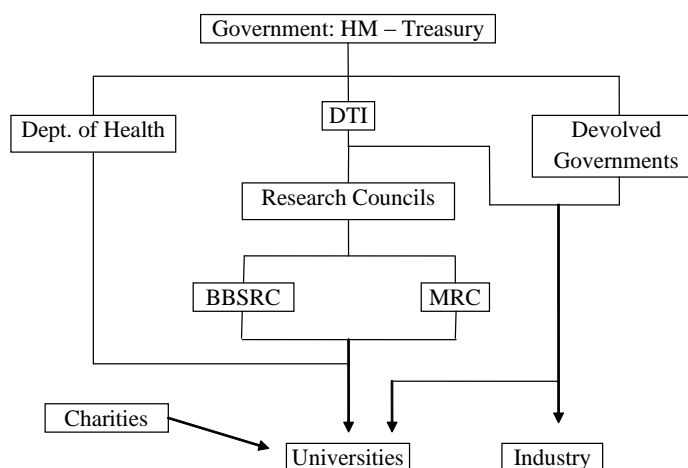 Government: HM – Treasury
Dept. of Health
DTI
Devolved
Governments
Research Councils
BBSRC
MRC
Charities
Universities
Industry